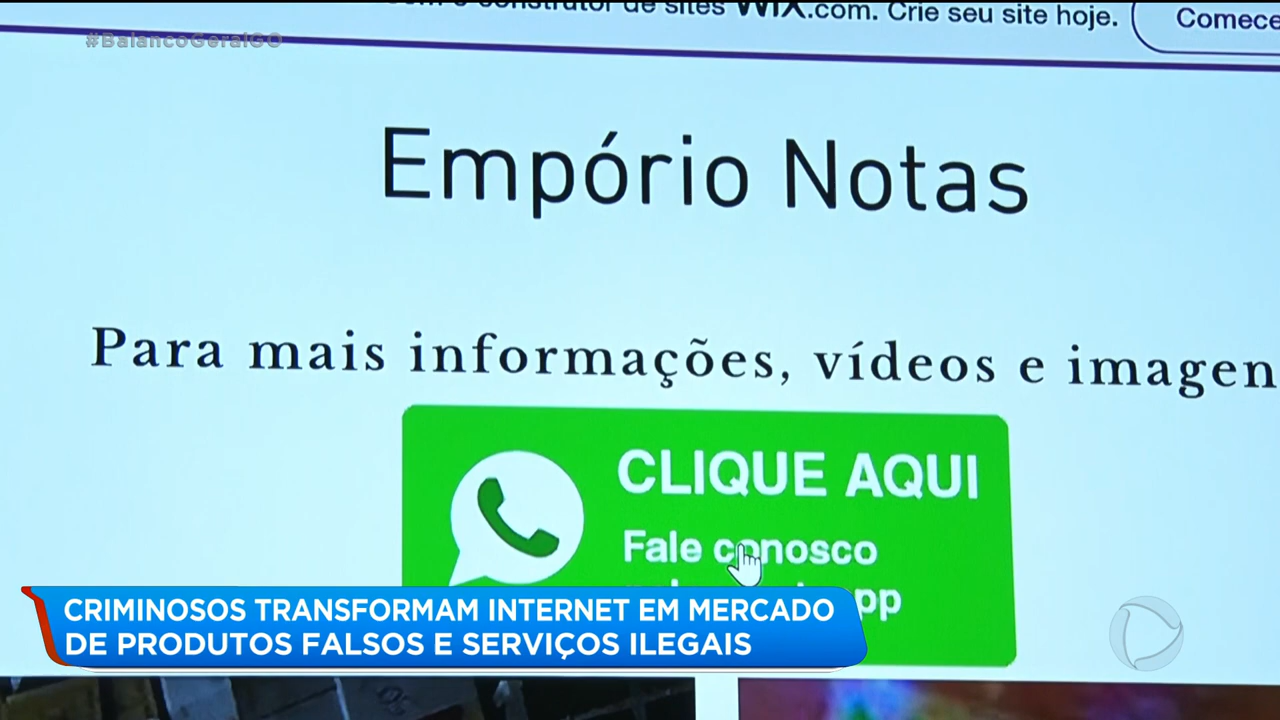 construtor de sites WIX.com. Crie seu site hoje.
Comece
#BalancoGeralGO
Empório Notas
Para mais informações, vídeos e imagen
CLIQUE AQUI
Fale conosco
pp
CRIMINOSOS TRANSFORMAM INTERNET EM MERCADO
DE PRODUTOS FALSOS E SERVIÇOS ILEGAIS